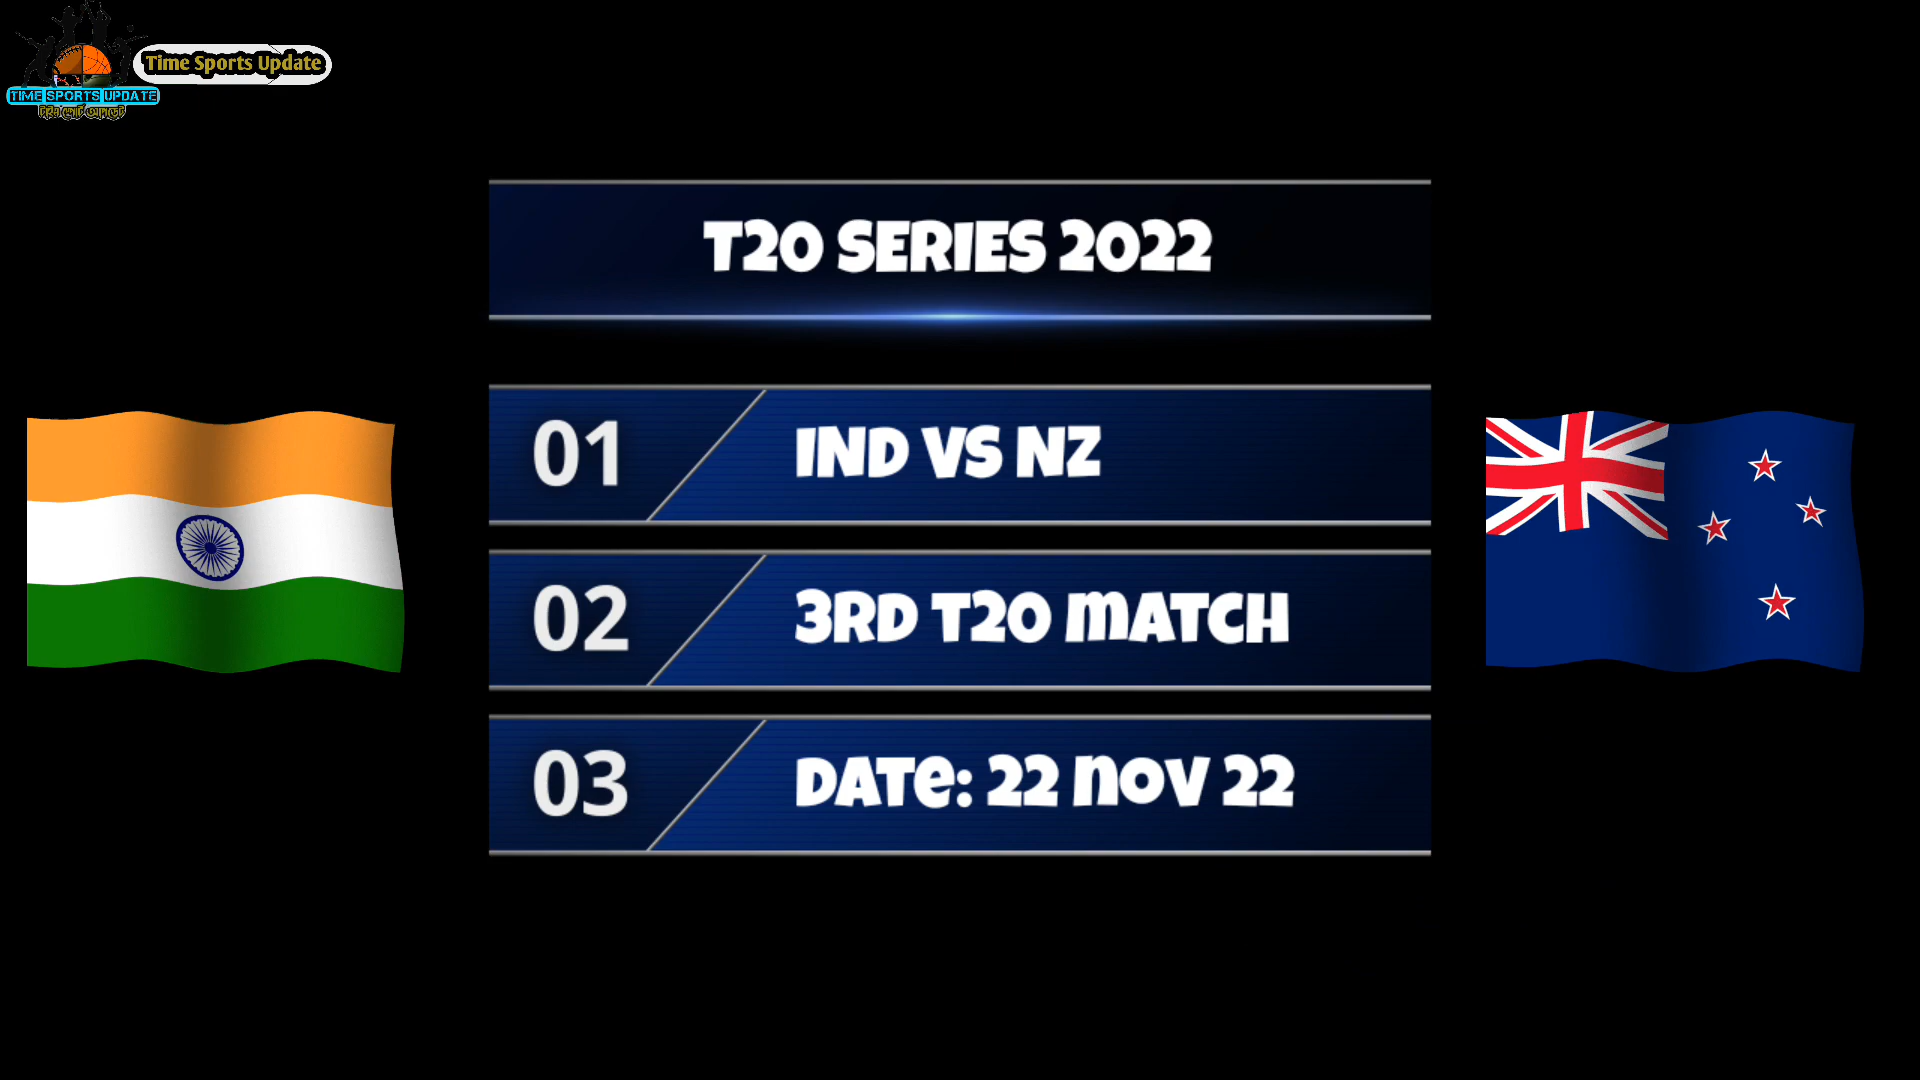 Time Sports Update
TIME SPORTS UPDATE
T20 SERIES 2022
01
IND VS NZ
02
3RD T20 MATCH
03
DATE: 22 NOV 22